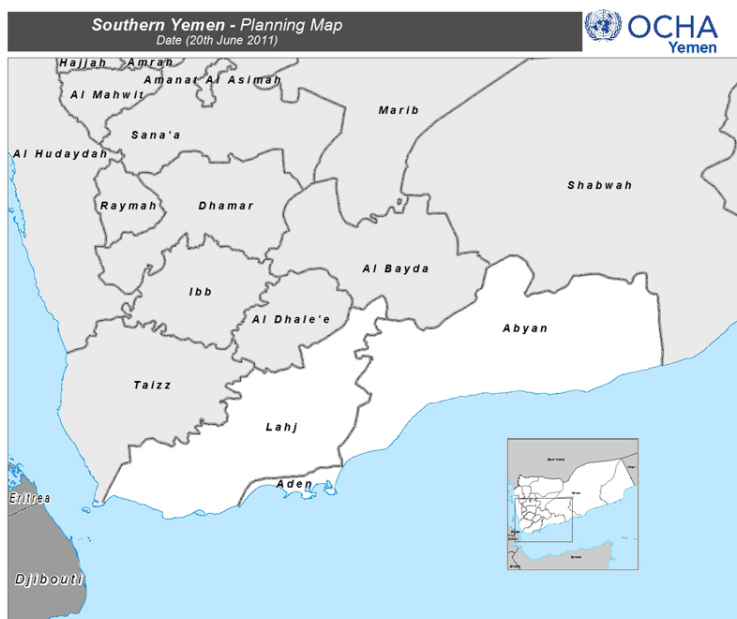 Southern Yemen - Planning Map
Date (20th June 2011)
OCHA
Yemen
Hajjah
Amran
Amanat Al Asimah
Al Mahwit
Marib
Sana'a
Al Hudaydah
Shabwah
Raymah
Dhamar
Al Bayda
Ibb
Al Dhale'e
Abyan
Taizz
Lahj
Aden
Eritrea
Djibouti